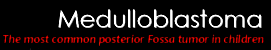 Medulloblastoma
The most common posterior Fossa tumor in children